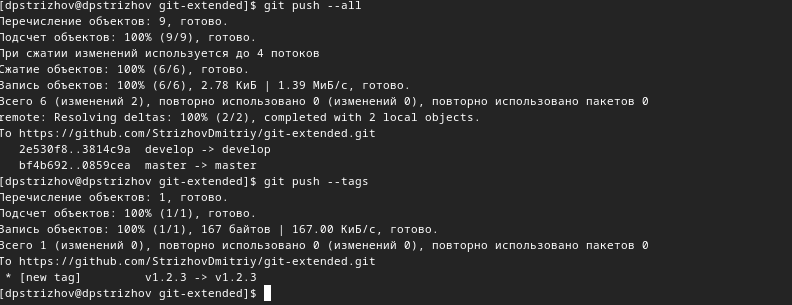 [dpstrizhov@dpstrizhov git-extended]$ git push --all
Перечисление объектов: 9, готово.
Подсчет объектов: 100% (9/9), готово.
При сжатии изменений используется до 4 потоков
Сжатие объектов: 100% (6/6), готово.
Запись объектов: 100% (6/6), 2.78 КиБ | 1.39 МиБ/с, готово.
Всего 6 (изменений 2), повторно использовано 0 (изменений 0), повторно использовано пакетов 0
remote: Resolving deltas: 100% (2/2), completed with 2 local objects.
To https://github.com/StrizhovDmitriy/git-extended.git
   2e530f8..3814c9a  develop -> develop
   bf4b692..0859cea  master -> master
[dpstrizhov@dpstrizhov git-extended]$ git push --tags
Перечисление объектов: 1, готово.
Подсчет объектов: 100% (1/1), готово.
Запись объектов: 100% (1/1), 167 байтов | 167.00 КиБ/с, готово.
Всего 1 (изменений 0), повторно использовано 0 (изменений 0), повторно использовано пакетов 0
To https://github.com/StrizhovDmitriy/git-extended.git
 * [new tag]         v1.2.3 -> v1.2.3
[dpstrizhov@dpstrizhov git-extended]$